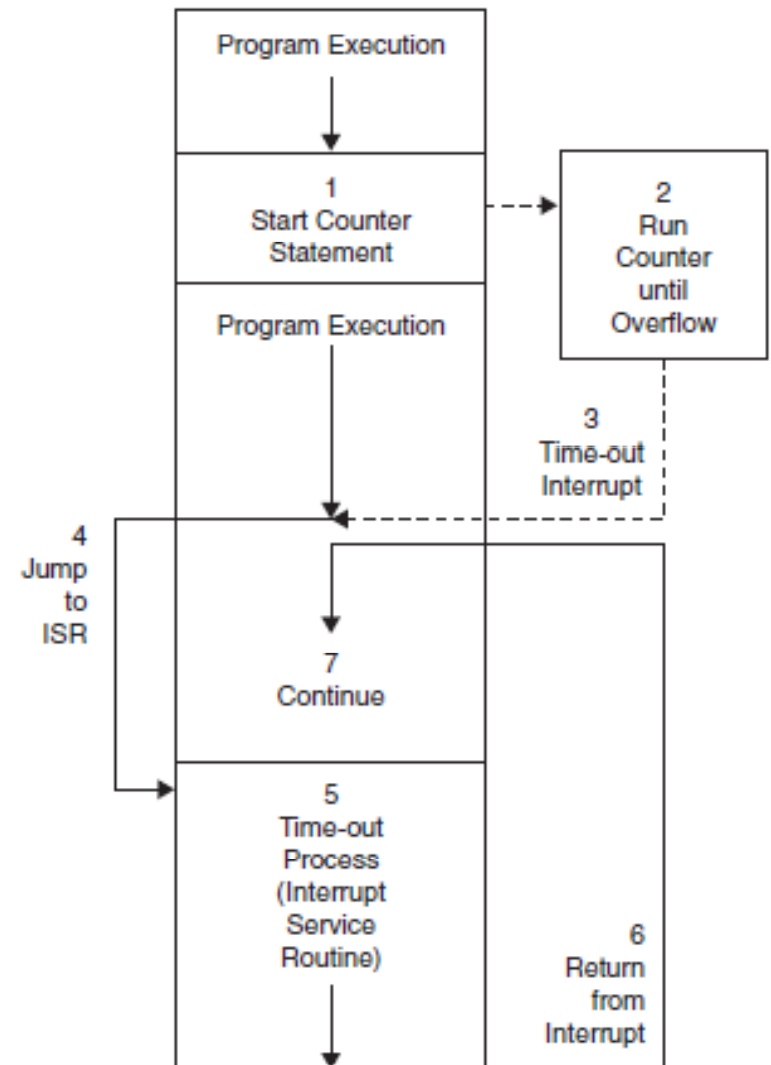 Program Execution
1
Start Counter
Statement
2
Run
Counter
until
Overflow
Program Execution
3
Time-out
Interrupt
4
Jump
to
ISR
7
Continue
5
Time-out
Process
(Interrupt
Service
Routine)
6
Return
from
Interrupt